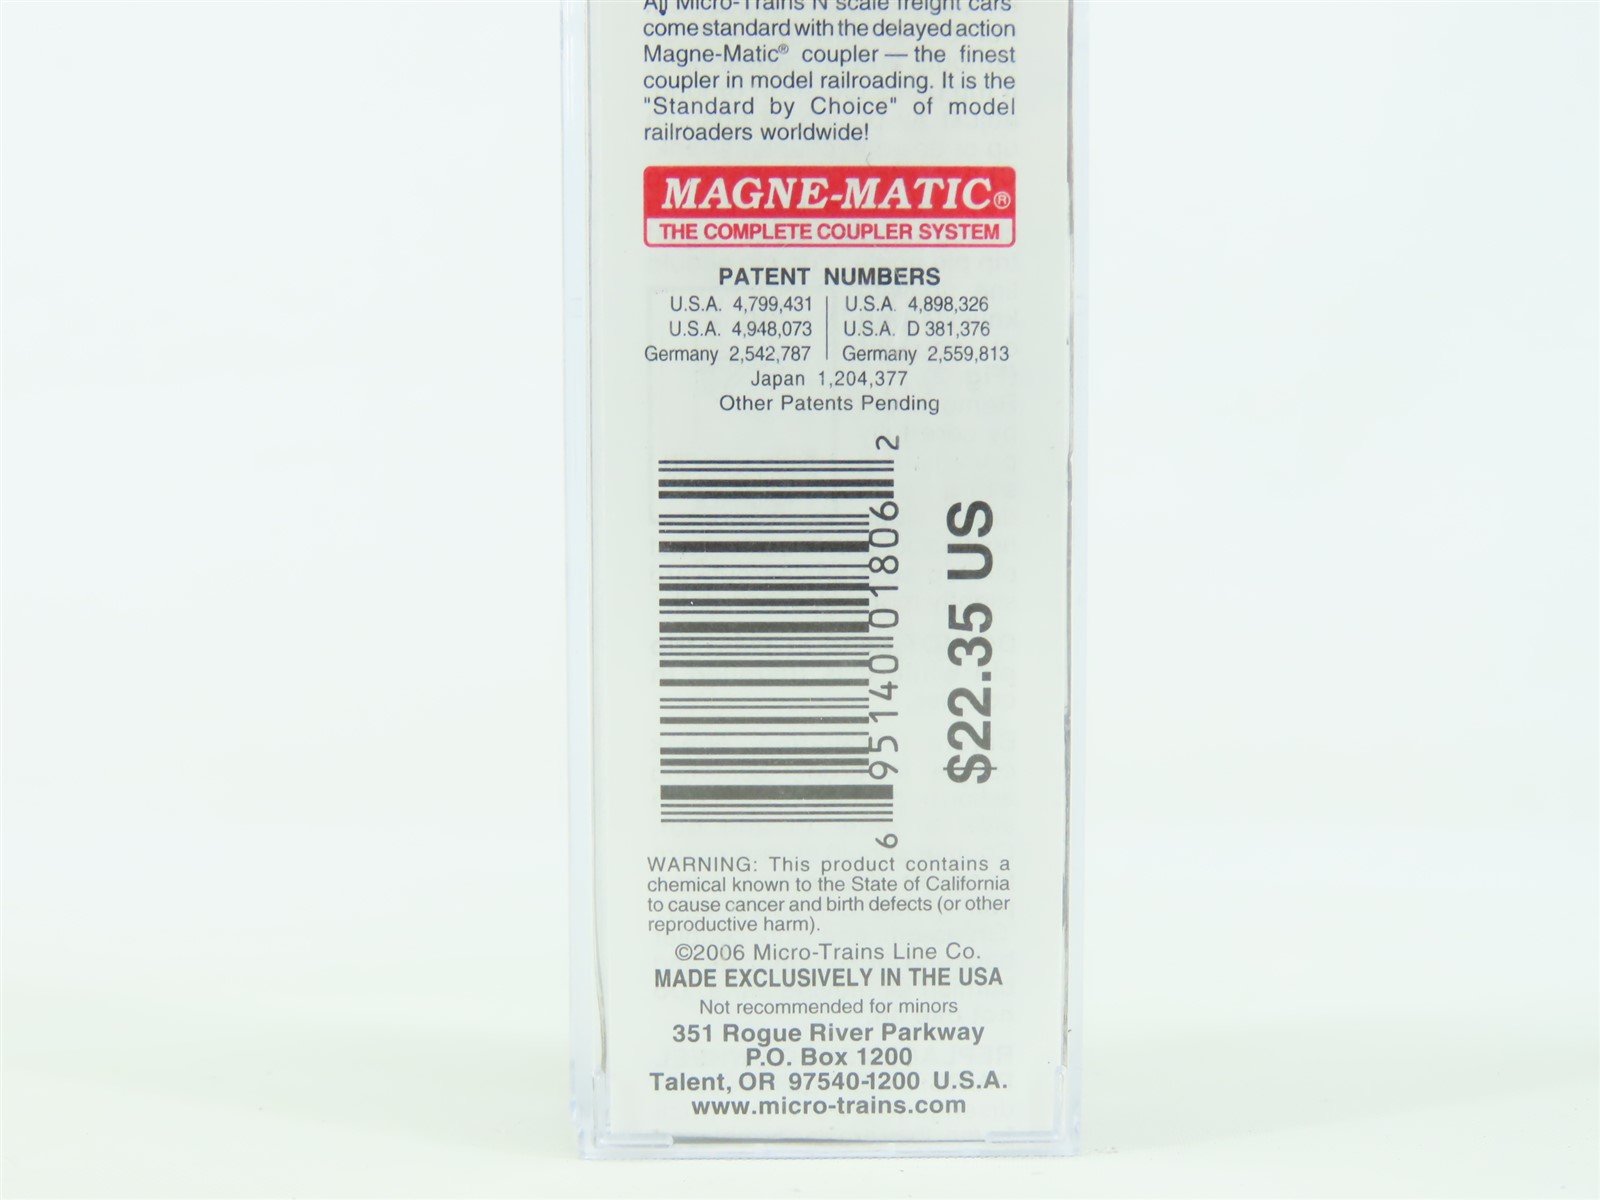 All Micro-Trains N scale freight cars
come standard with the delayed action
Magne-Matic® coupler — the finest
coupler in model railroading. It is the
"Standard by Choice" of model
railroaders worldwide!
MAGNE-MATIC®
THE COMPLETE COUPLER SYSTEM
PATENT NUMBERS
U.S.A. 4,799,431 | U.S.A. 4,898,326
U.S.A. 4,948,073 | U.S.A. D 381,376
Germany 2,542,787 | Germany 2,559,813
Japan 1,204,377
Other Patents Pending
6 95140 01806 2
$22.35 US
WARNING: This product contains a
chemical known to the State of California
to cause cancer and birth defects (or other
reproductive harm).
©2006 Micro-Trains Line Co.
MADE EXCLUSIVELY IN THE USA
Not recommended for minors
351 Rogue River Parkway
P.O. Box 1200
Talent, OR 97540-1200 U.S.A.
www.micro-trains.com